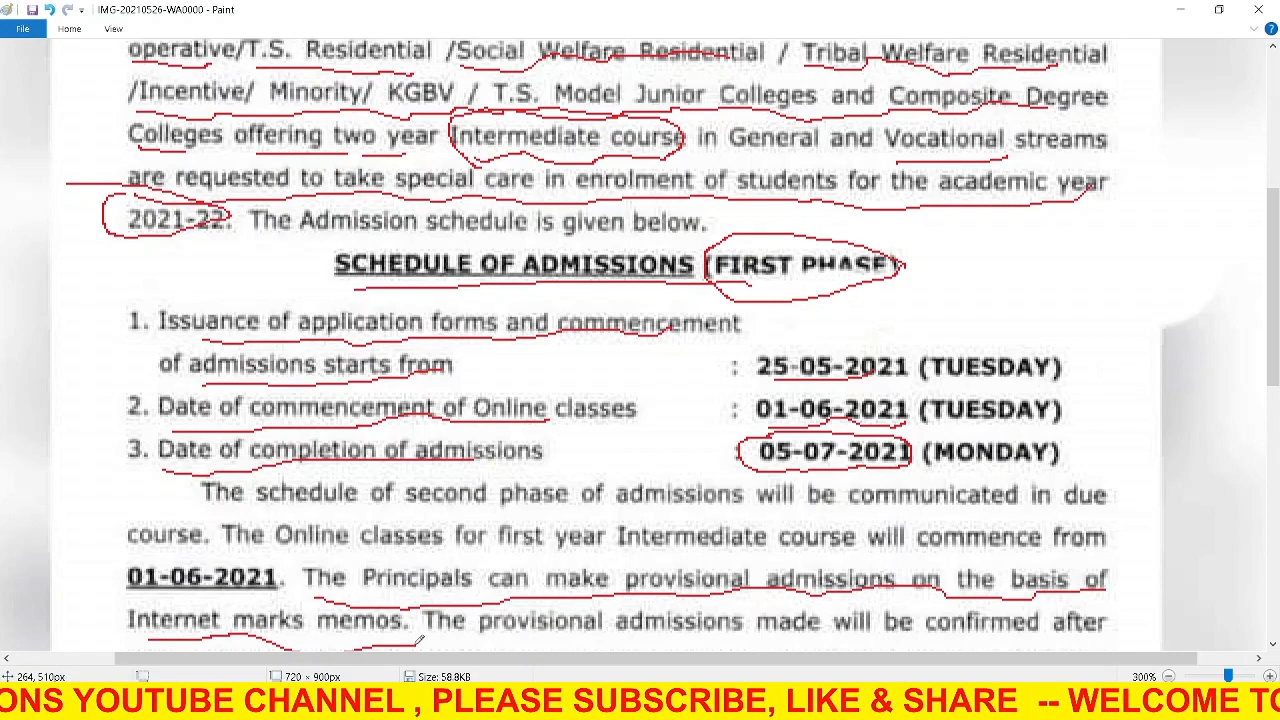 IMG-20210526-WA0000 - Paint
File Home View
operative/T.S. Residential /Social Welfare Residential / Tribal Welfare Residential
/Incentive/ Minority/ KGBV / T.S. Model Junior Colleges and Composite Degree
Colleges offering two year Intermediate course in General and Vocational streams
are requested to take special care in enrolment of students for the academic year
2021-22. The Admission schedule is given below.
SCHEDULE OF ADMISSIONS (FIRST PHASE)
1. Issuance of application forms and commencement
of admissions starts from : 25-05-2021 (TUESDAY)
2. Date of commencement of Online classes : 01-06-2021 (TUESDAY)
3. Date of completion of admissions : 05-07-2021 (MONDAY)
The schedule of second phase of admissions will be communicated in due
course. The Online classes for first year Intermediate course will commence from
01-06-2021. The Principals can make provisional admissions on the basis of
Internet marks memos. The provisional admissions made will be confirmed after
264, 510px 720 × 900px Size: 58.8KB 300%
ONS YOUTUBE CHANNEL , PLEASE SUBSCRIBE, LIKE & SHARE -- WELCOME TO